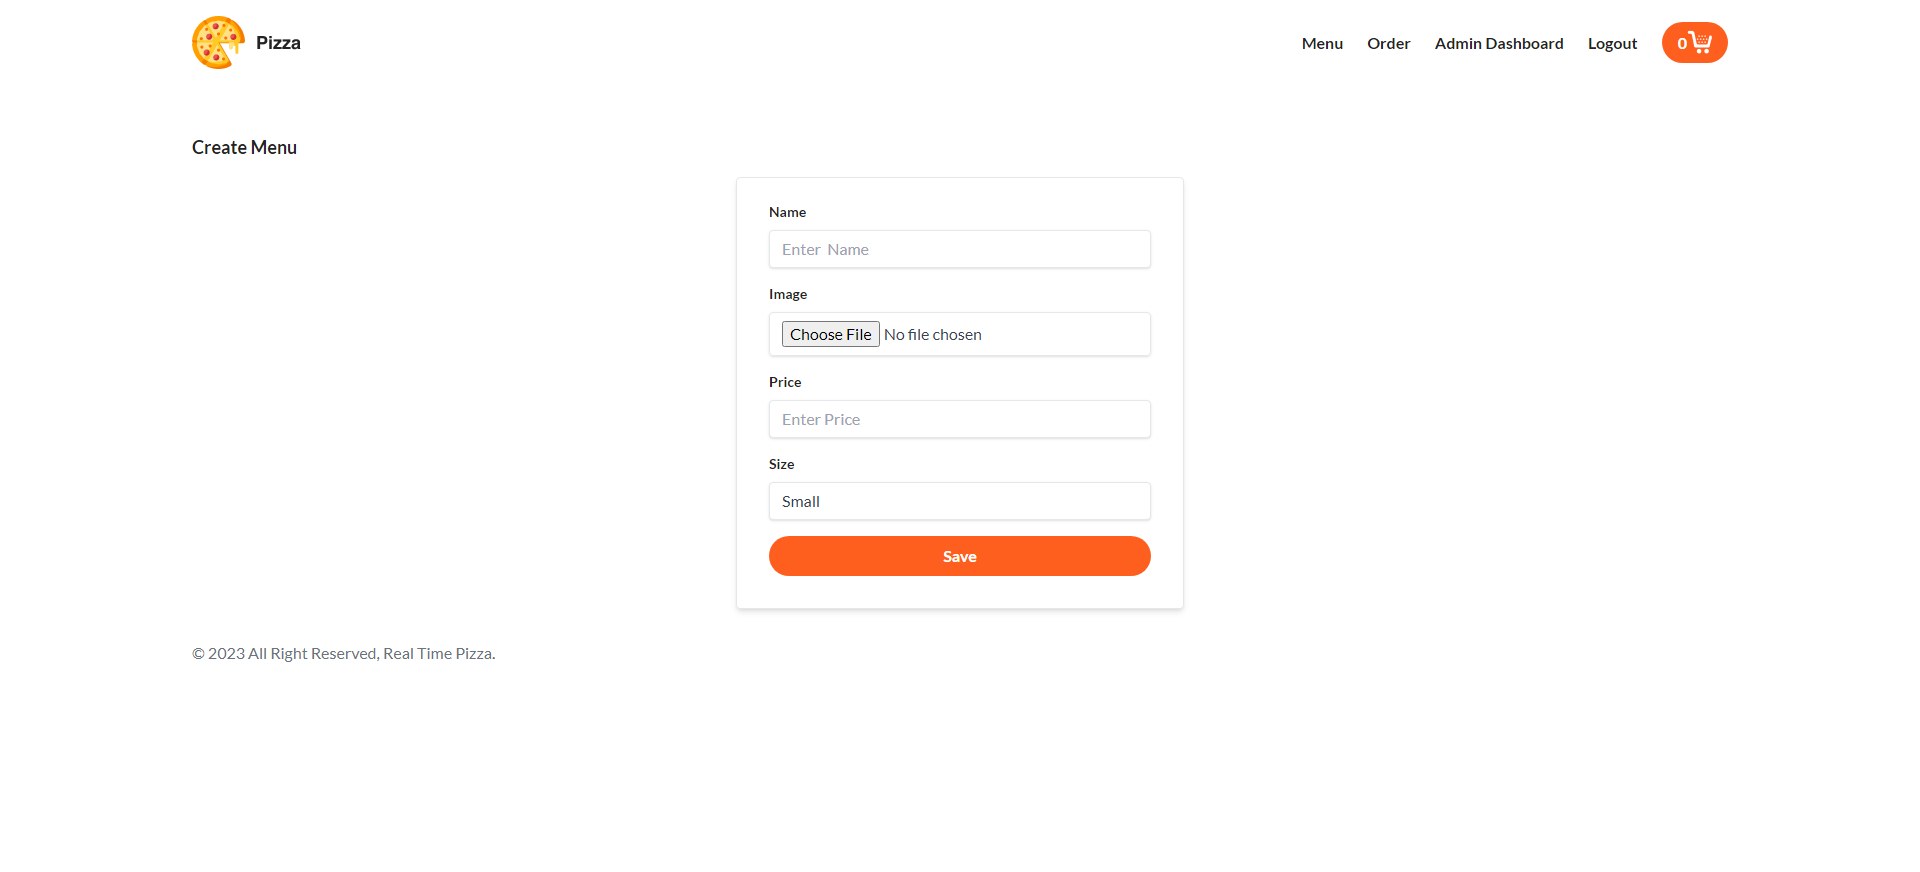 Pizza
Menu Order Admin Dashboard Logout 0
Create Menu
Name
Enter  Name
Image
Choose File No file chosen
Price
Enter Price
Size
Small
Save
© 2023 All Right Reserved, Real Time Pizza.